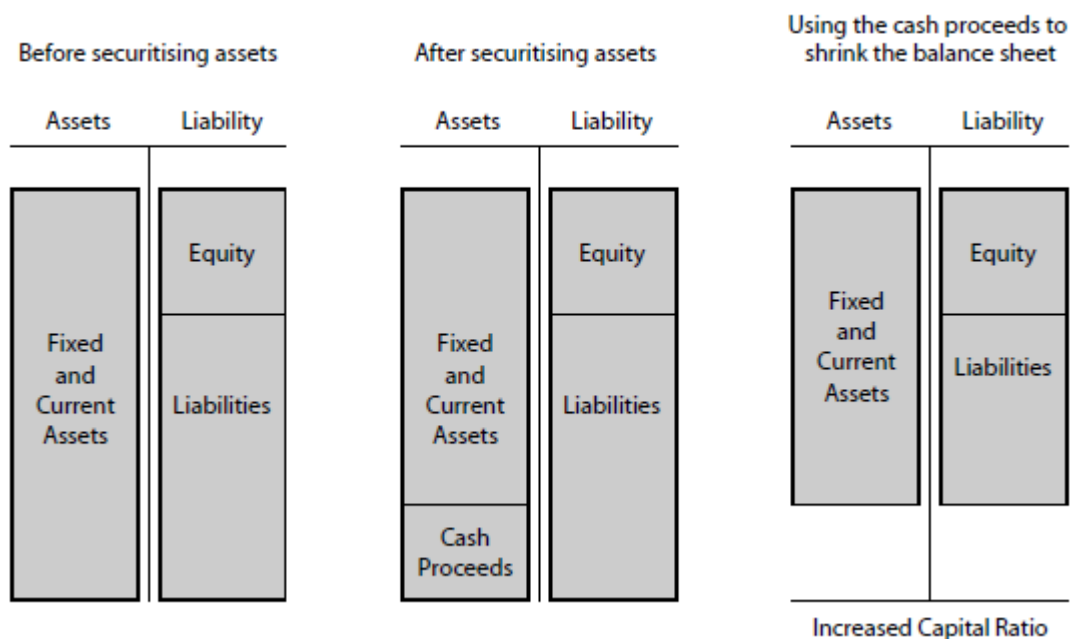 Before securitising assets
Assets
Liability
Fixed
and
Current
Assets
Equity
Liabilities
After securitising assets
Assets
Liability
Fixed
and
Current
Assets
Cash
Proceeds
Equity
Liabilities
Using the cash proceeds to
shrink the balance sheet
Assets
Liability
Fixed
and
Current
Assets
Equity
Liabilities
Increased Capital Ratio